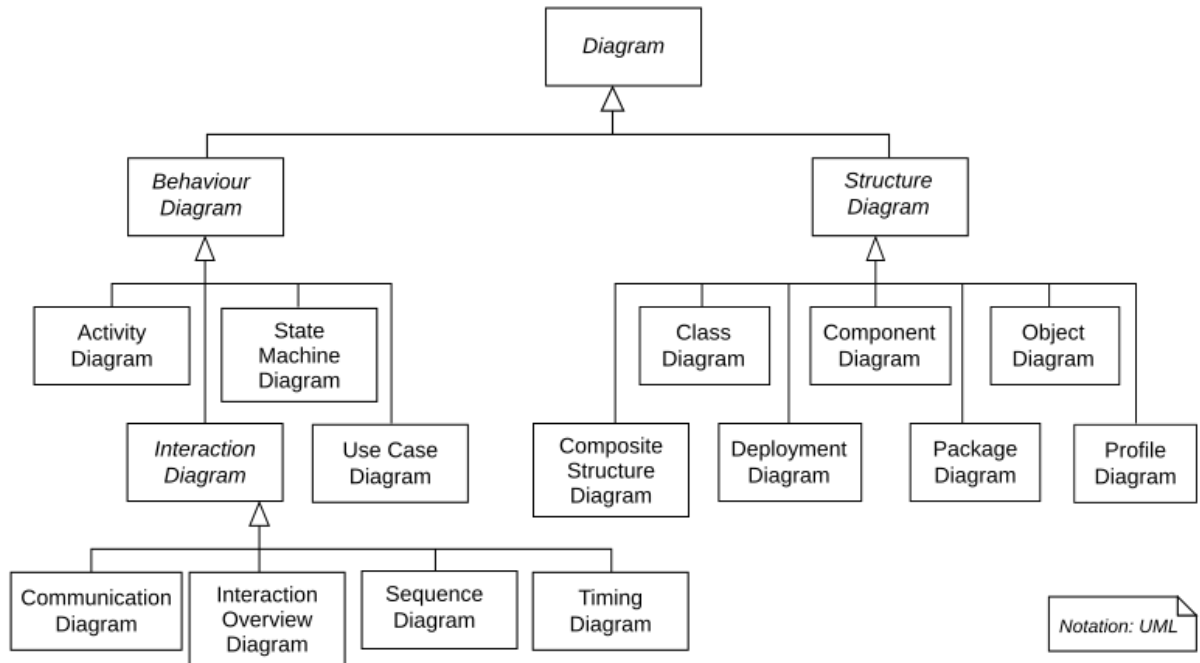 Diagram
Behaviour
Diagram
Structure
Diagram
Activity
Diagram
State
Machine
Diagram
Class
Diagram
Component
Diagram
Object
Diagram
Interaction
Diagram
Use Case
Diagram
Composite
Structure
Diagram
Deployment
Diagram
Package
Diagram
Profile
Diagram
Communication
Diagram
Interaction
Overview
Diagram
Sequence
Diagram
Timing
Diagram
Notation: UML